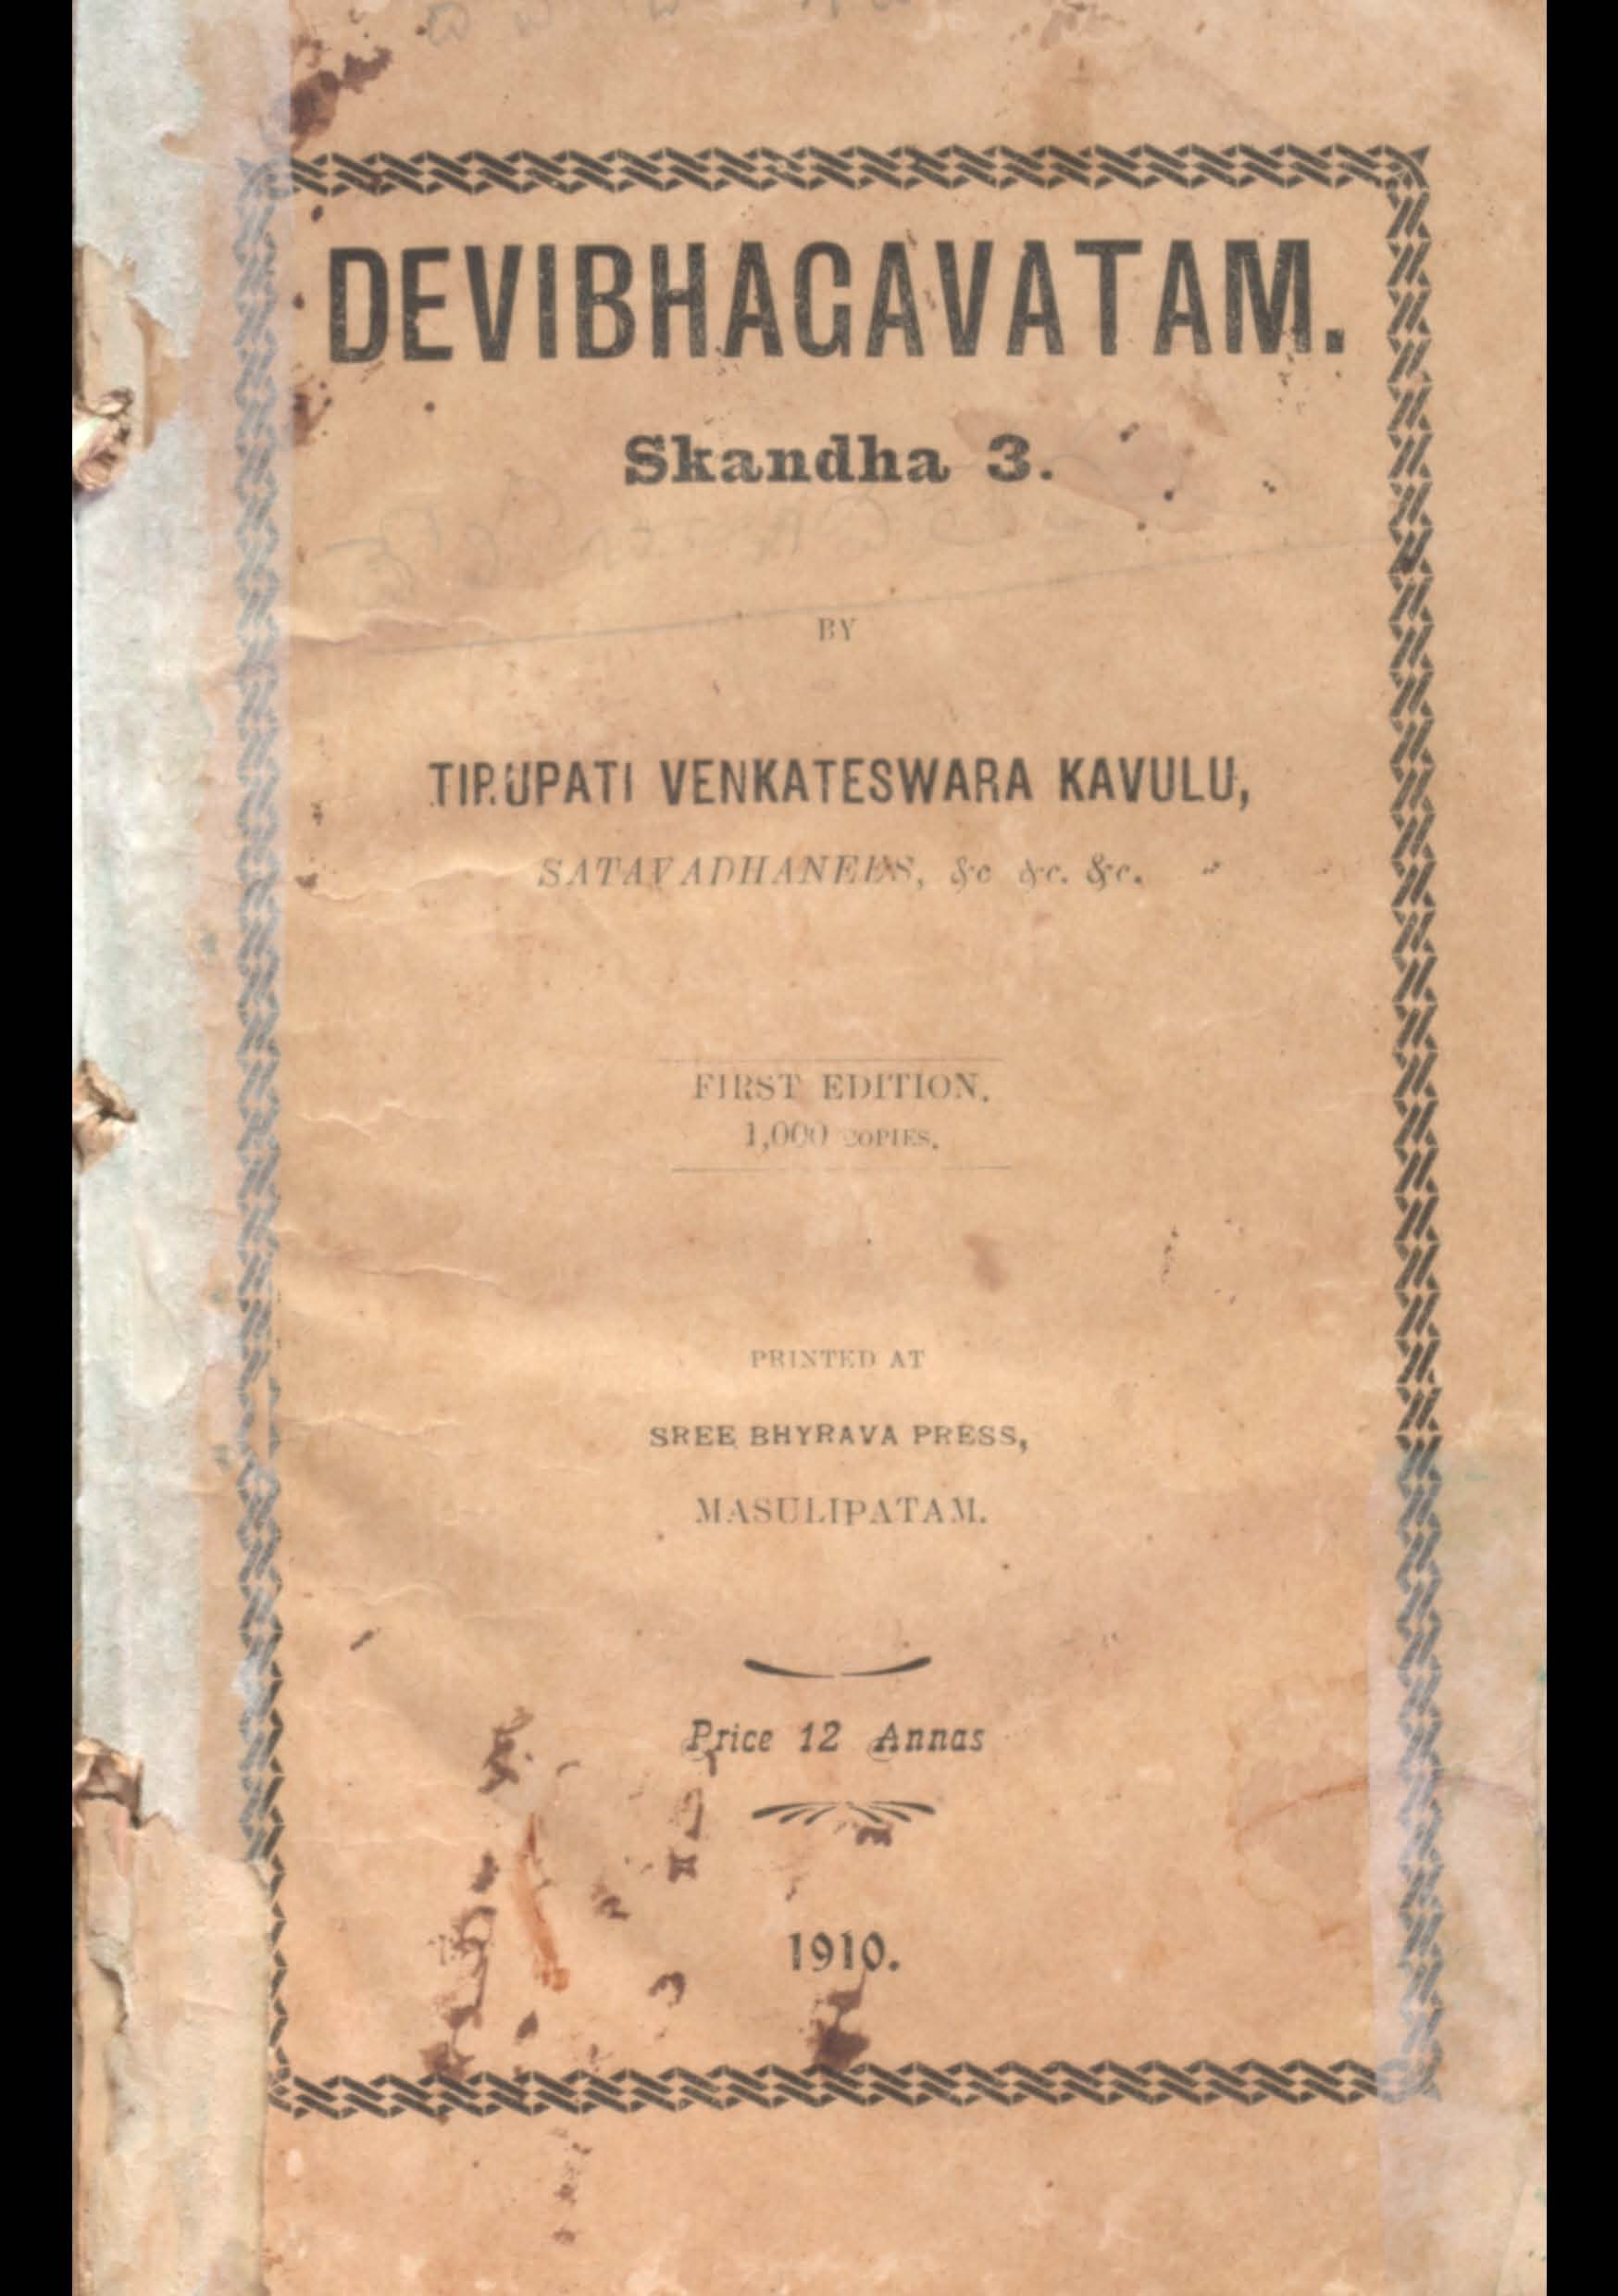 DEVIBHAGAVATAM.
Skandha 3.
BY
TIRUPATI VENKATESWARA KAVULU,
SATAVADHANEES, &c &c. &c.
FIRST EDITION.
1,000 COPIES.
PRINTED AT
SREE BHYRAVA PRESS,
MASULIPATAM.
Price 12 Annas
1910.